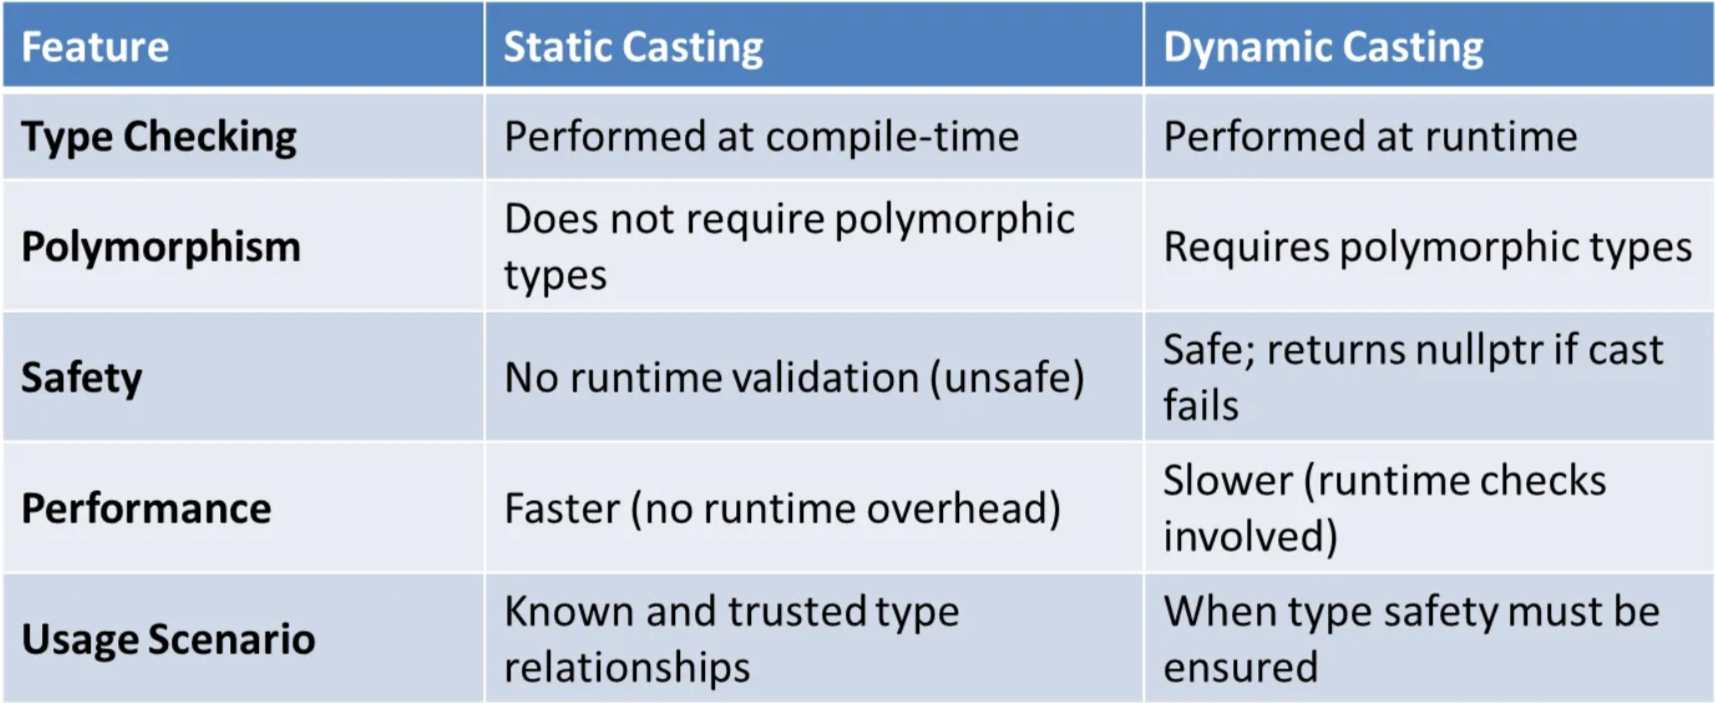 Feature
Static Casting
Dynamic Casting
Type Checking
Performed at compile-time
Performed at runtime
Polymorphism
Does not require polymorphic
types
Requires polymorphic types
Safety
No runtime validation (unsafe)
Safe; returns nullptr if cast
fails
Performance
Faster (no runtime overhead)
Slower (runtime checks
involved)
Usage Scenario
Known and trusted type
relationships
When type safety must be
ensured